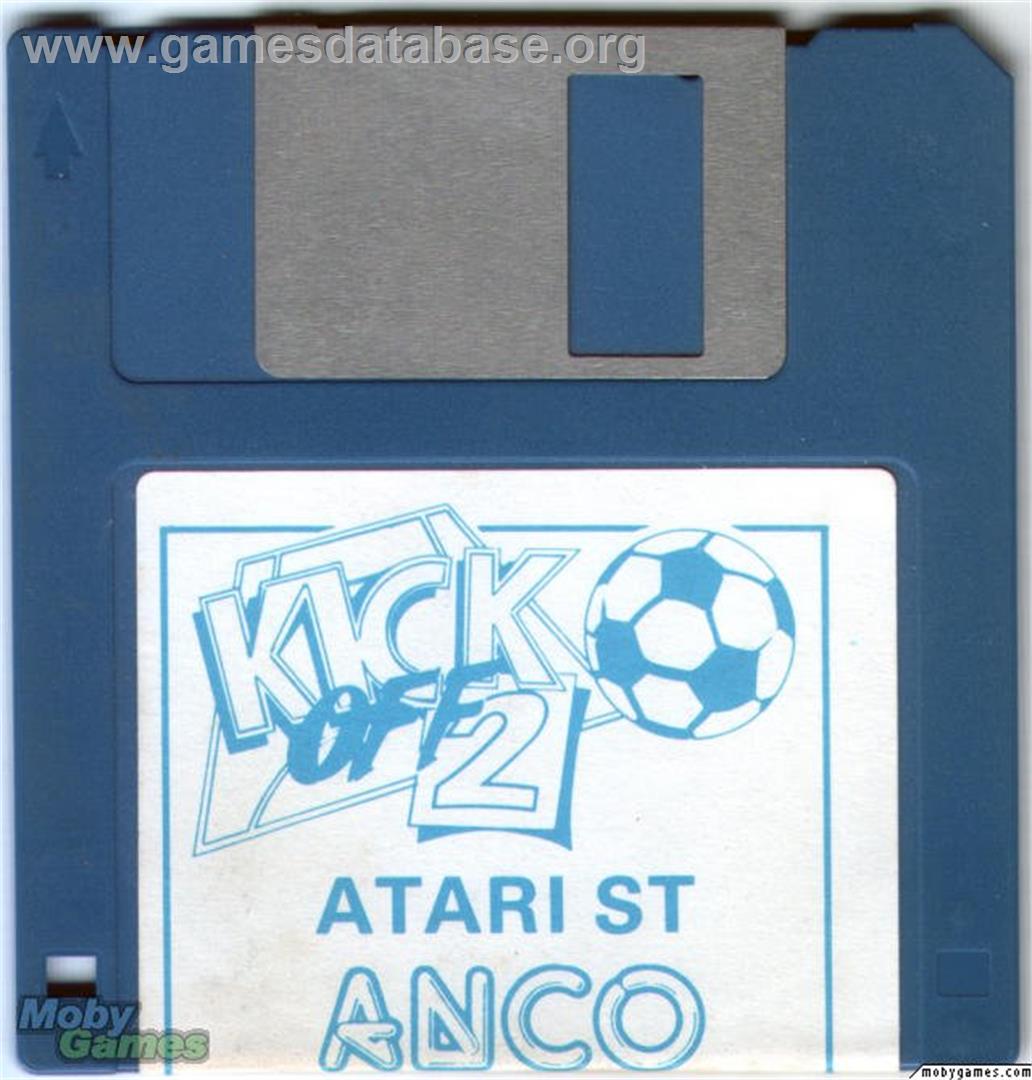 www.gamesdatabase.org
KICK
OFF 2
ATARI ST
ANCO
Moby
Games
mobygames.com